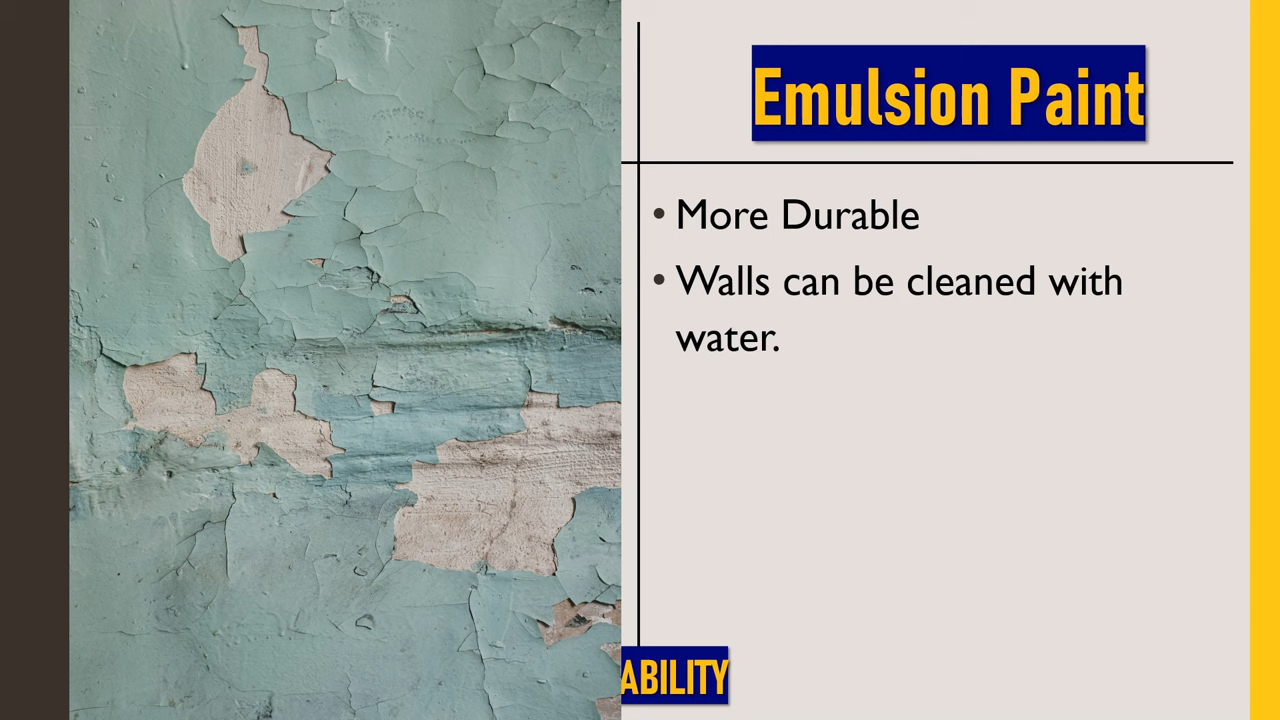 Emulsion Paint
• More Durable
• Walls can be cleaned with
water.
ABILITY